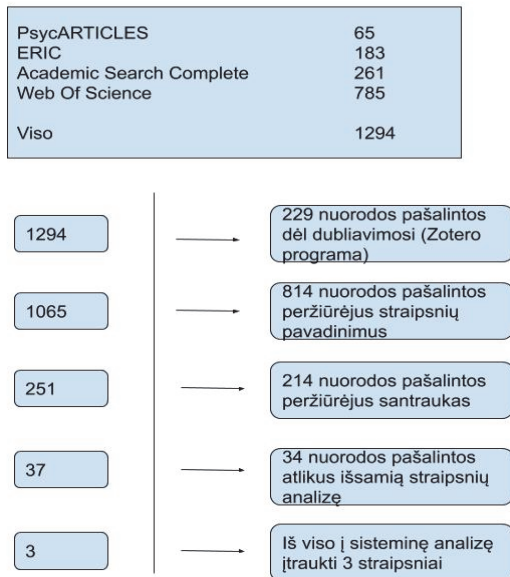 PsycARTICLES 65
ERIC 183
Academic Search Complete 261
Web Of Science 785
Viso 1294
1294
229 nuorodos pašalintos
dėl dubliavimosi (Zotero
programa)
1065
814 nuorodos pašalintos
peržiūrėjus straipsnių
pavadinimus
251
214 nuorodos pašalintos
peržiūrėjus santraukas
37
34 nuorodos pašalintos
atlikus išsamią straipsnių
analizę
3
Iš viso į sisteminę analizę
įtraukti 3 straipsniai